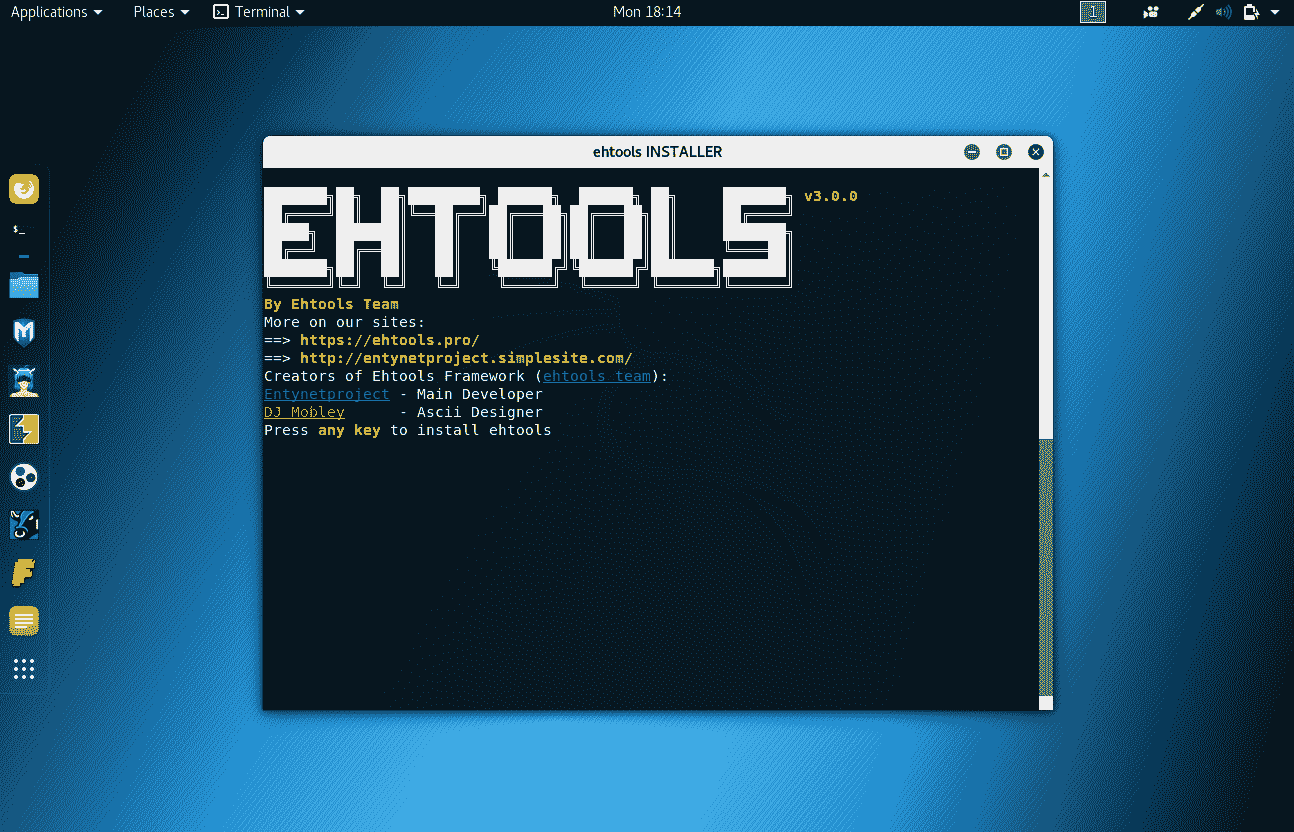 Applications Places Terminal Mon 18:14 1
ehtools INSTALLER
EHTOOLS v3.0.0
By Ehtools Team
More on our sites:
==> https://ehtools.pro/
==> http://entynetproject.simplesite.com/
Creators of Ehtools Framework (ehtools team):
Entynetproject - Main Developer
DJ Mobley - Ascii Designer
Press any key to install ehtools
$_